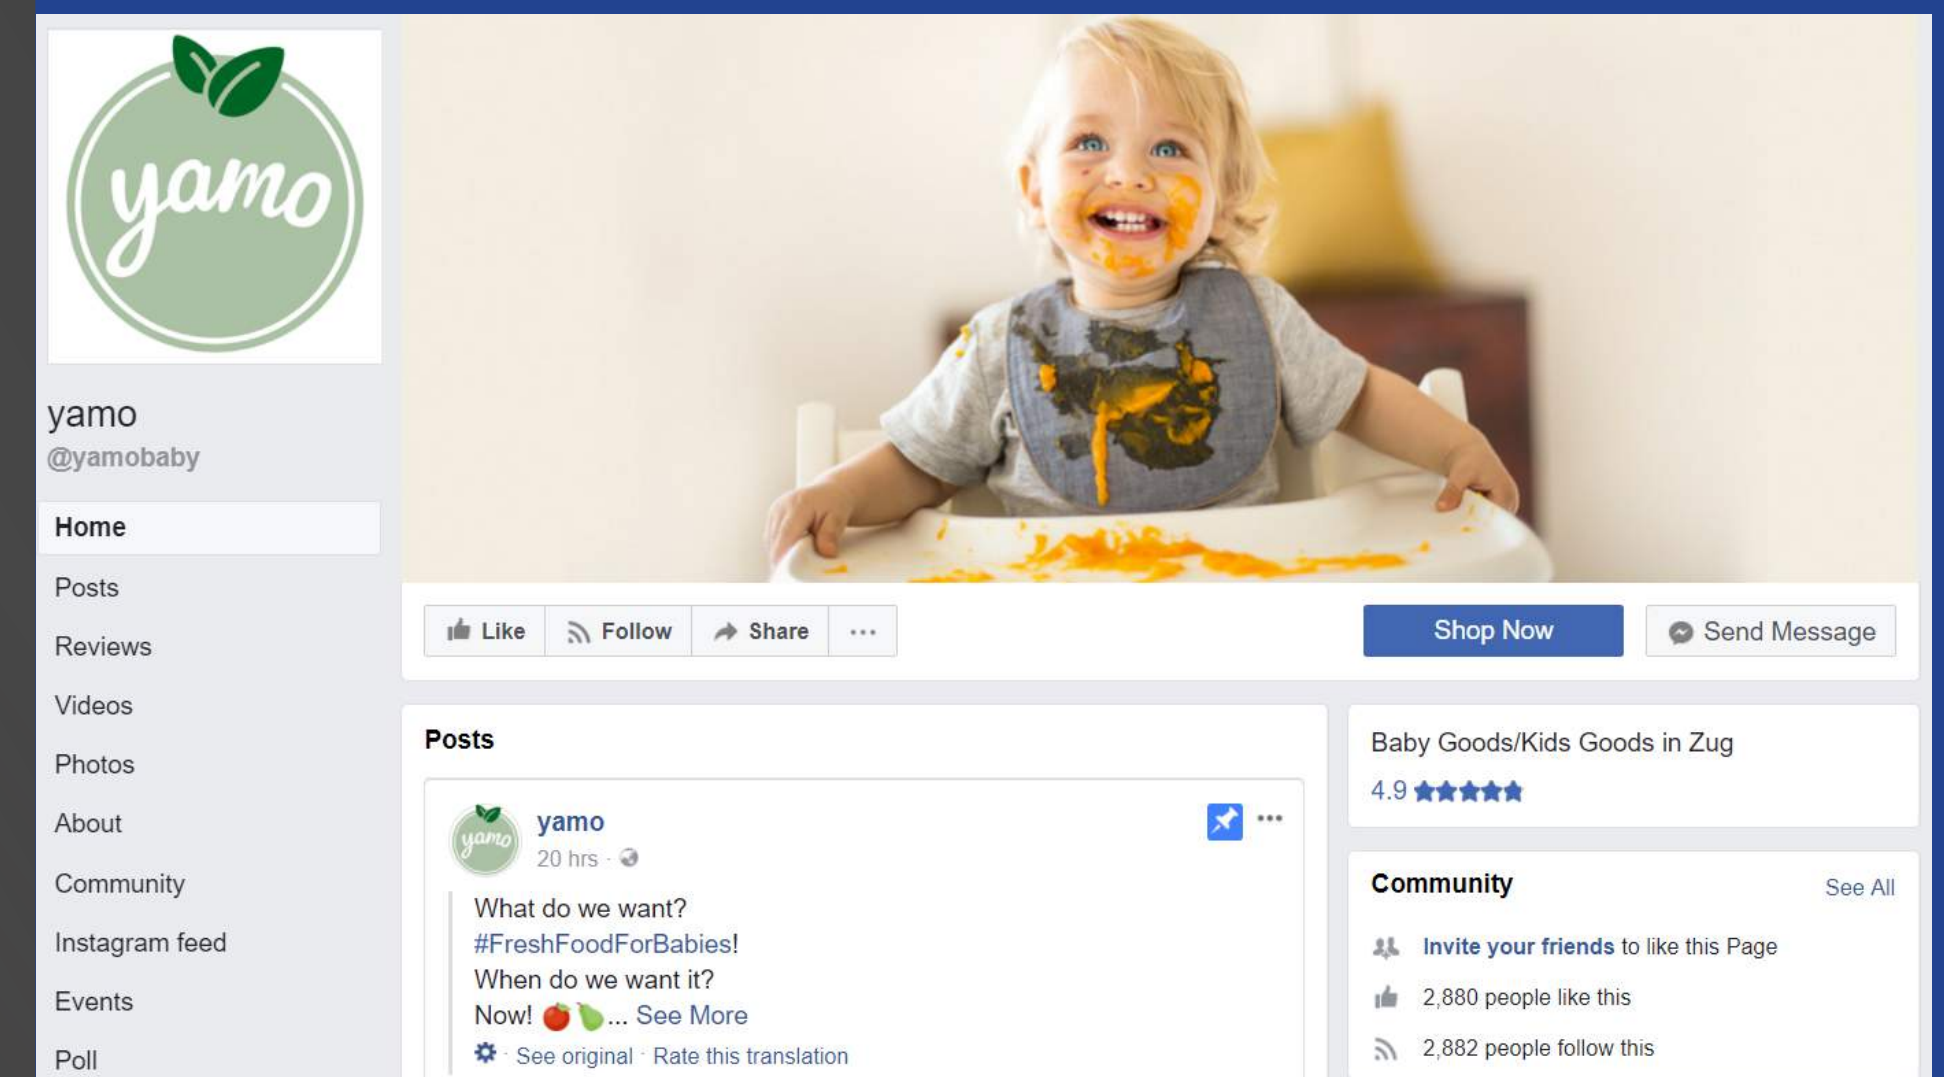 yamo
yamo
@yamobaby
Home
Posts
Reviews
Videos
Photos
About
Community
Instagram feed
Events
Poll
Like
Follow
Share
...
Shop Now
Send Message
Posts
yamo
yamo
20 hrs ·
What do we want?
#FreshFoodForBabies!
When do we want it?
Now! 🍅🍐... See More
· See original · Rate this translation
Baby Goods/Kids Goods in Zug
4.9 ★★★★★
Community
See All
Invite your friends to like this Page
2,880 people like this
2,882 people follow this